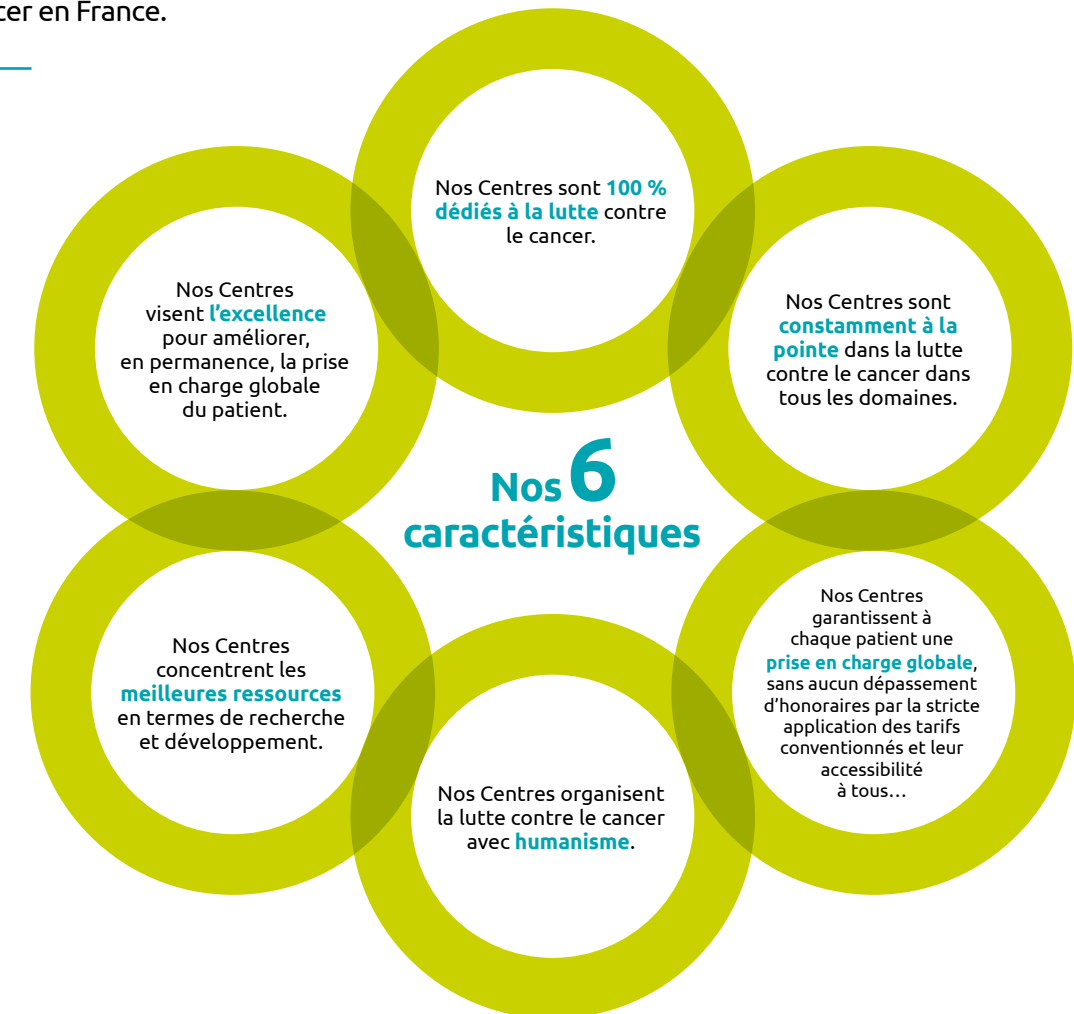 cer en France.
Nos Centres sont 100 %
dédiés à la lutte contre
le cancer.
Nos Centres
visent l’excellence
pour améliorer,
en permanence, la prise
en charge globale
du patient.
Nos Centres sont
constamment à la
pointe dans la lutte
contre le cancer dans
tous les domaines.
Nos 6
caractéristiques
Nos Centres
concentrent les
meilleures ressources
en termes de recherche
et développement.
Nos Centres
garantissent à
chaque patient une
prise en charge globale,
sans aucun dépassement
d’honoraires par la stricte
application des tarifs
conventionnés et leur
accessibilité
à tous…
Nos Centres organisent
la lutte contre le cancer
avec humanisme.